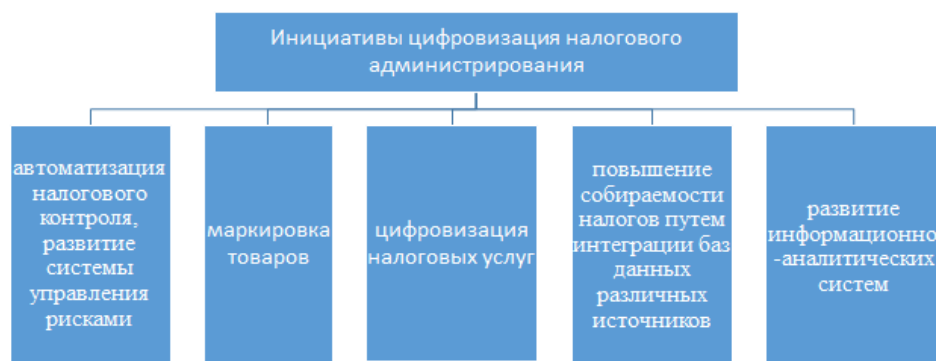 Инициативы цифровизация налогового
администрирования
автоматизация
налогового
контроля,
развитие
системы
управления
рисками
маркировка
товаров
цифровизация
налоговых услуг
повышение
собираемости
налогов путем
интеграции баз
данных
различных
источников
развитие
информационно
-аналитических
систем